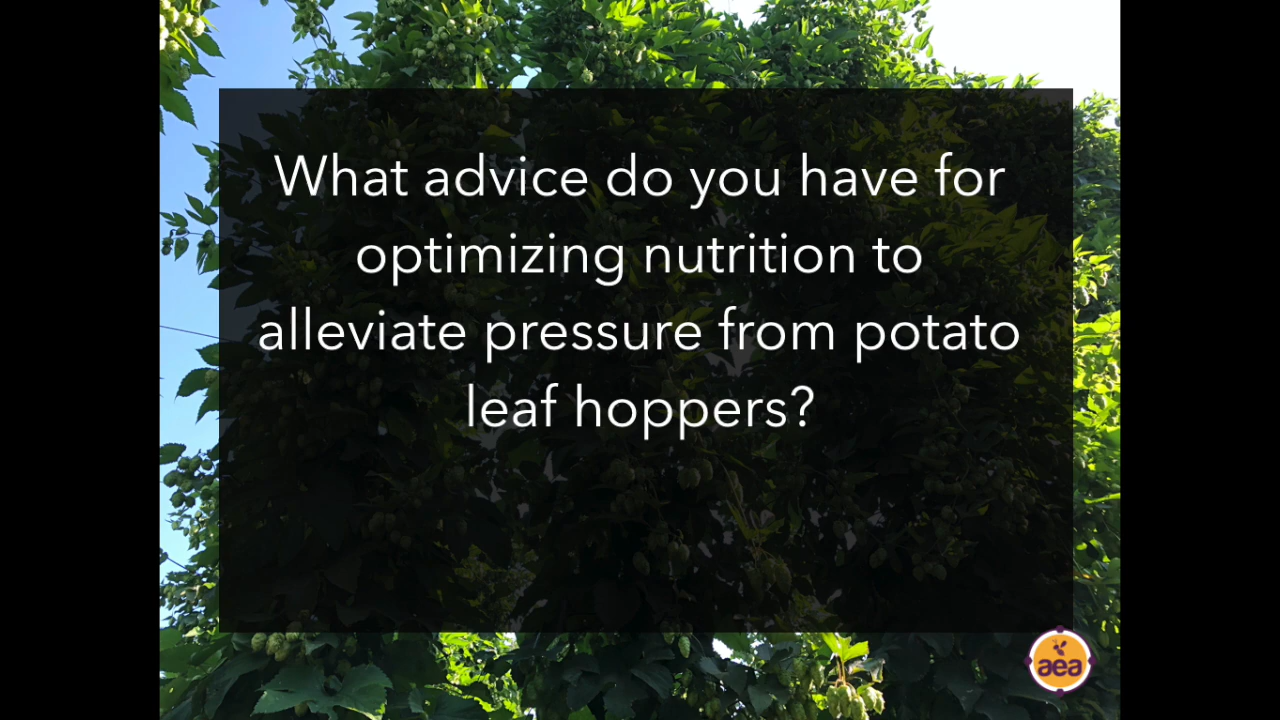 What advice do you have for
optimizing nutrition to
alleviate pressure from potato
leaf hoppers?
aea